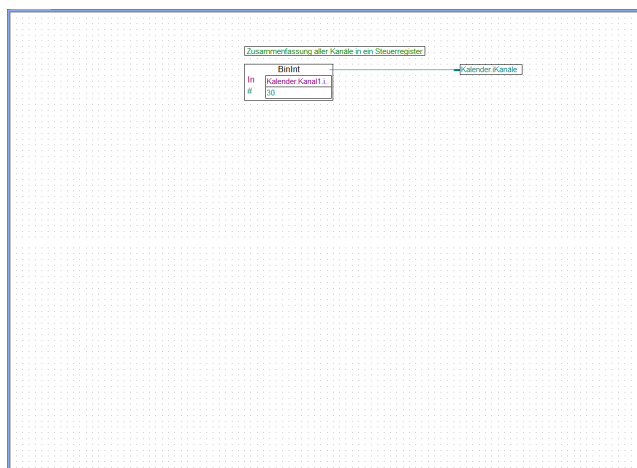 Zusammenfassung aller Kanäle in ein Steuerregister
BinInt
In Kalender.Kanal1.i..
# 30
Kalender.iKanäle